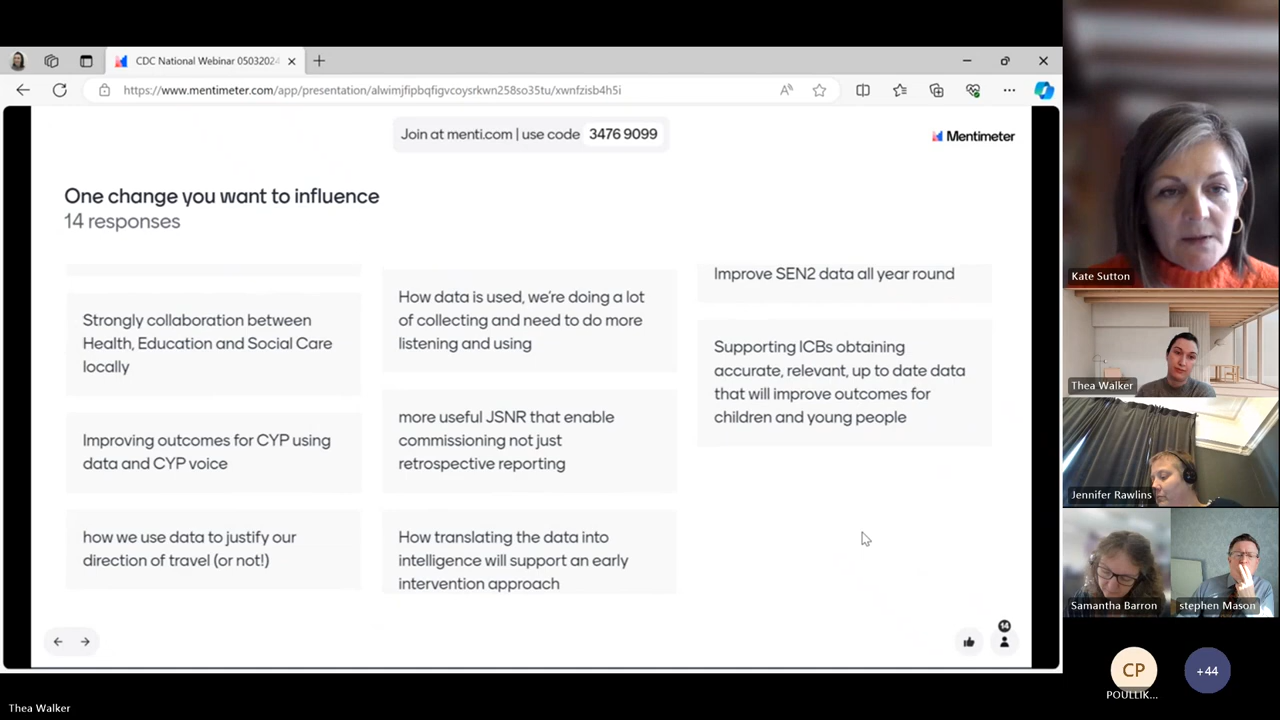 CDC National Webinar 05032024
https://www.mentimeter.com/app/presentation/alwimjfipbqfigvcoysrkwn258so35tu/xwnfzisb4h5i
Join at menti.com | use code 3476 9099
Mentimeter
One change you want to influence
14 responses
Strongly collaboration between
Health, Education and Social Care
locally
Improving outcomes for CYP using
data and CYP voice
how we use data to justify our
direction of travel (or not!)
How data is used, we're doing a lot
of collecting and need to do more
listening and using
more useful JSNR that enable
commissioning not just
retrospective reporting
How translating the data into
intelligence will support an early
intervention approach
Improve SEN2 data all year round
Supporting ICBs obtaining
accurate, relevant, up to date data
that will improve outcomes for
children and young people
14
Kate Sutton
Thea Walker
Jennifer Rawlins
Samantha Barron
stephen Mason
CP
POULLIK...
+44
Thea Walker